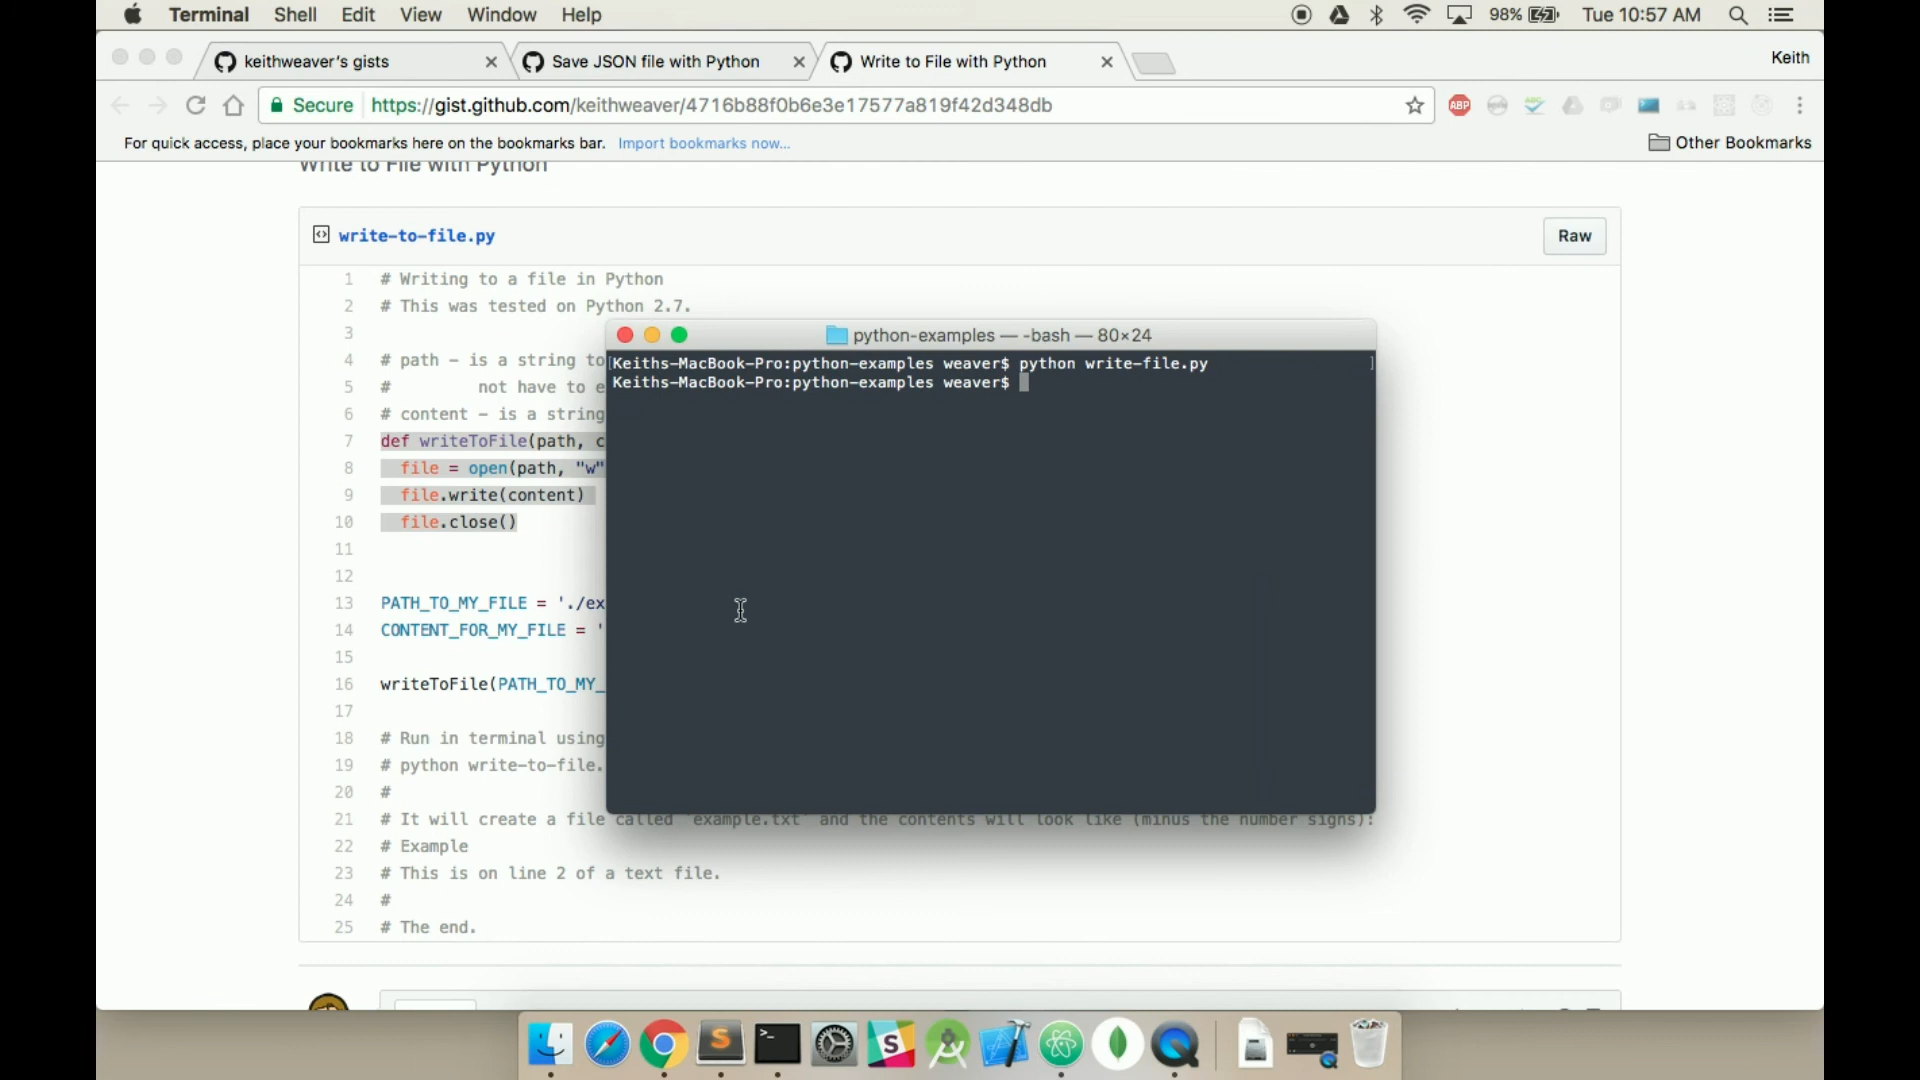 Terminal Shell Edit View Window Help 98% Tue 10:57 AM
keithweaver's gists Save JSON file with Python Write to File with Python Keith
Secure https://gist.github.com/keithweaver/4716b88f0b6e3e17577a819f42d348db ABP
For quick access, place your bookmarks here on the bookmarks bar. Import bookmarks now... Other Bookmarks
Write to File with Python
write-to-file.py Raw
1 # Writing to a file in Python
2 # This was tested on Python 2.7.
3
python-examples — -bash — 80×24
4 # path - is a string to
Keiths-MacBook-Pro:python-examples weaver$ python write-file.py
Keiths-MacBook-Pro:python-examples weaver$
5 # not have to e
6 # content - is a string
7 def writeToFile(path, c
8 file = open(path, "w"
9 file.write(content)
10 file.close()
11
12
13 PATH_TO_MY_FILE = './ex
14 CONTENT_FOR_MY_FILE = '
15
16 writeToFile(PATH_TO_MY_
17
18 # Run in terminal using
19 # python write-to-file.
20 #
21 # It will create a file called `example.txt` and the contents will look like (minus the number signs):
22 # Example
23 # This is on line 2 of a text file.
24 #
25 # The end.